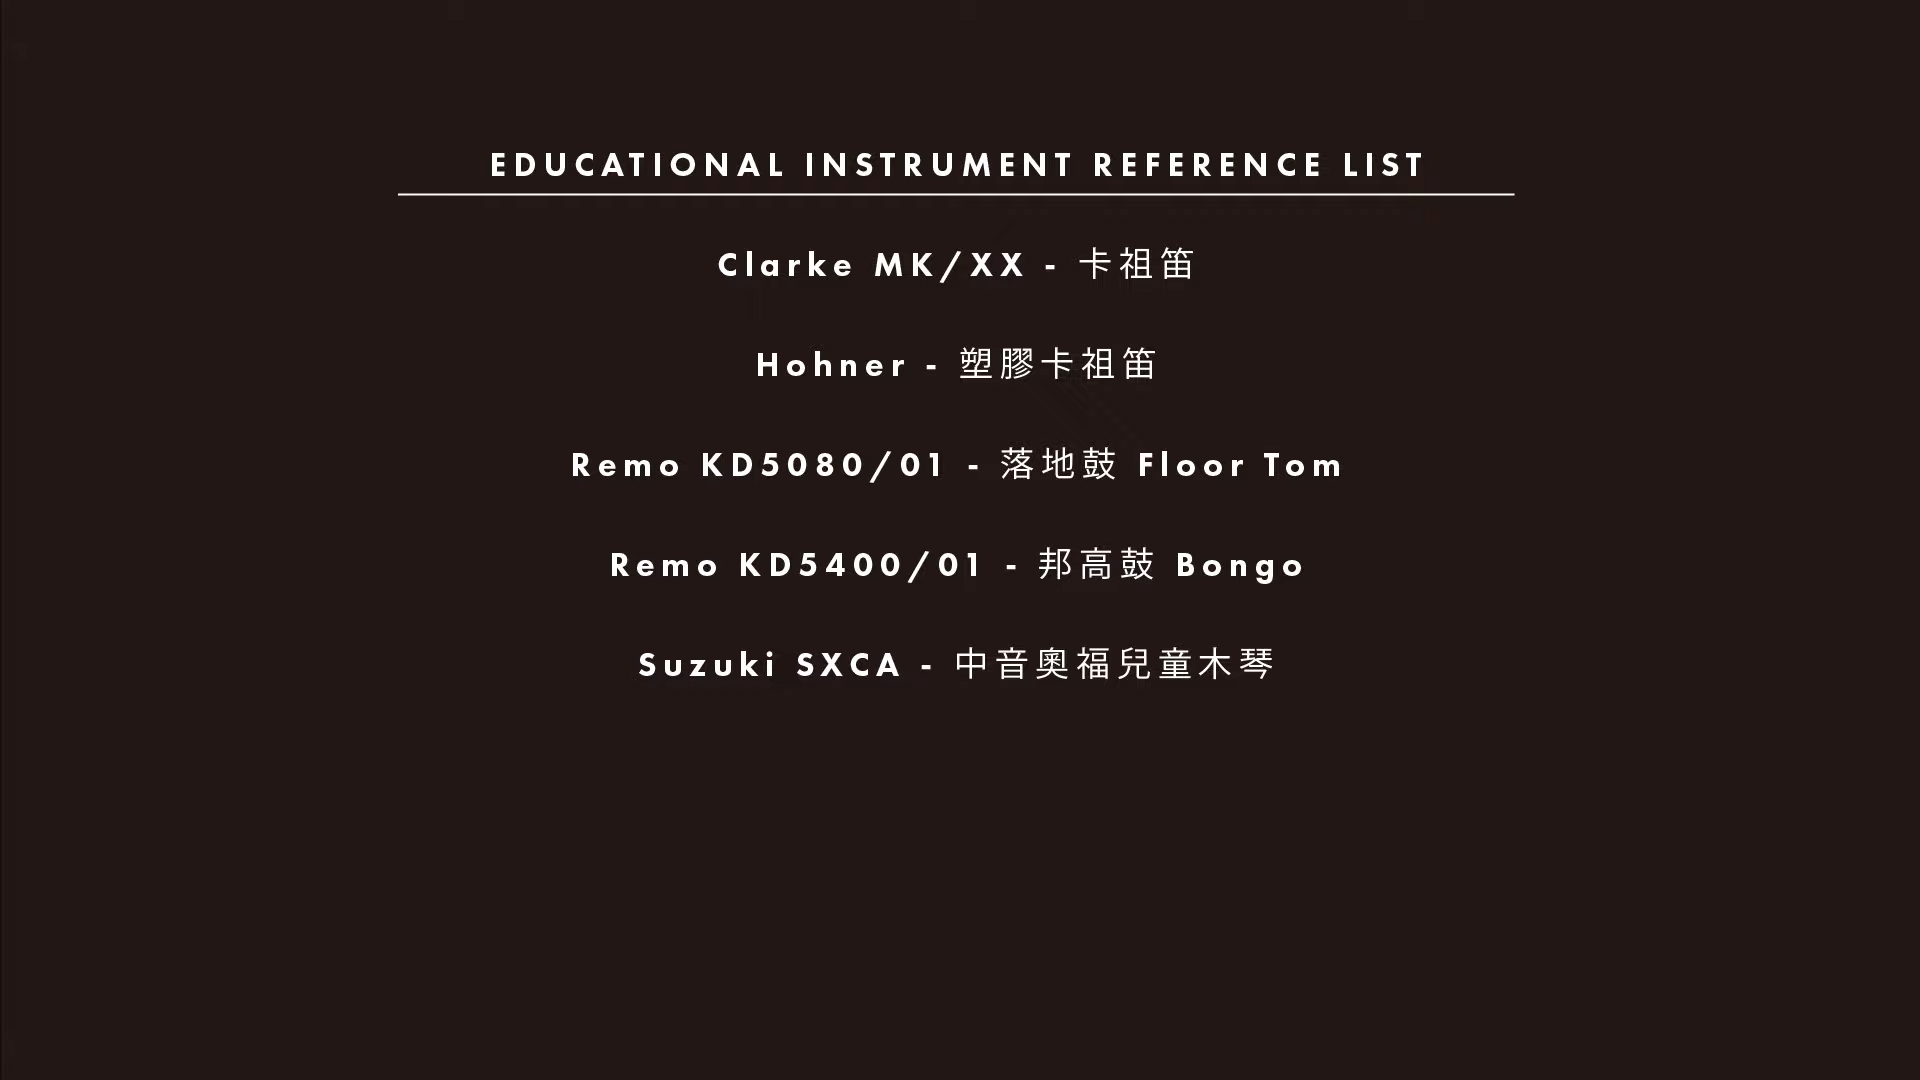 EDUCATIONAL INSTRUMENT REFERENCE LIST
Clarke MK/XX - 卡祖笛
Hohner - 塑膠卡祖笛
Remo KD5080/01 - 落地鼓 Floor Tom
Remo KD5400/01 - 邦高鼓 Bongo
Suzuki SXCA - 中音奧福兒童木琴